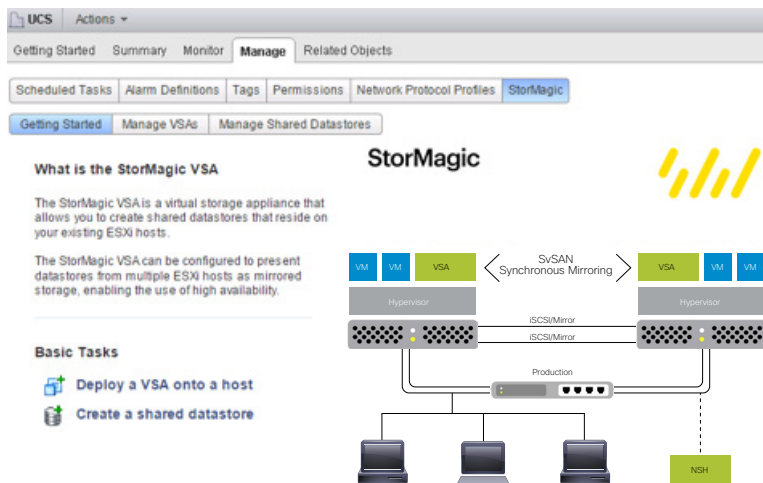 UCS Actions
Getting Started Summary Monitor Manage Related Objects
Scheduled Tasks Alarm Definitions Tags Permissions Network Protocol Profiles StorMagic
Getting Started Manage VSAs Manage Shared Datastores
What is the StorMagic VSA
The StorMagic VSA is a virtual storage appliance that
allows you to create shared datastores that reside on
your existing ESXi hosts.
The StorMagic VSA can be configured to present
datastores from multiple ESXi hosts as mirrored
storage, enabling the use of high availability.
Basic Tasks
Deploy a VSA onto a host
Create a shared datastore
StorMagic
VM VM VSA
SvSAN
Synchronous Mirroring
VSA VM VM
Hypervisor
Hypervisor
iSCSI/Mirror
iSCSI/Mirror
Production
NSH